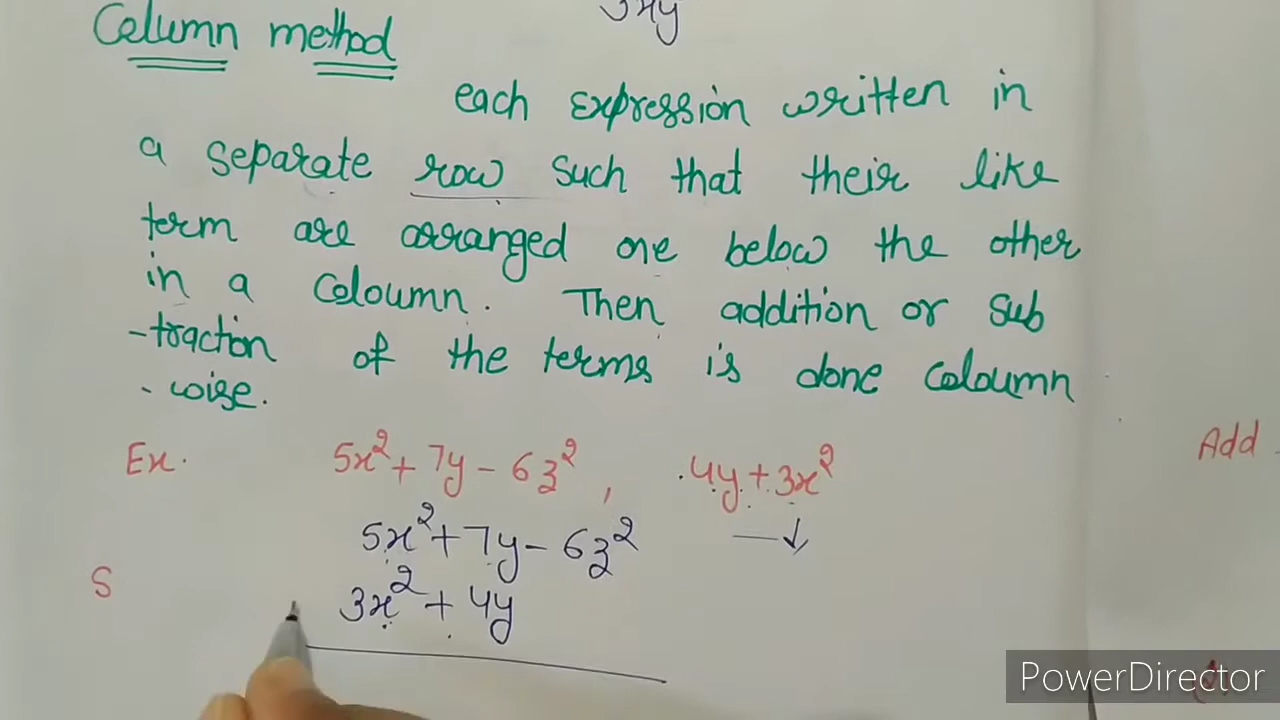 3xy
Column method
each expression written in
a separate row such that their like
term are arranged one below the other
in a coloumn. Then addition or sub
-traction of the terms is done coloumn
- wise.
Ex. 5x² + 7y - 6z² , 4y + 3x²
Add
5x² + 7y - 6z²
S
3x² + 4y
PowerDirector